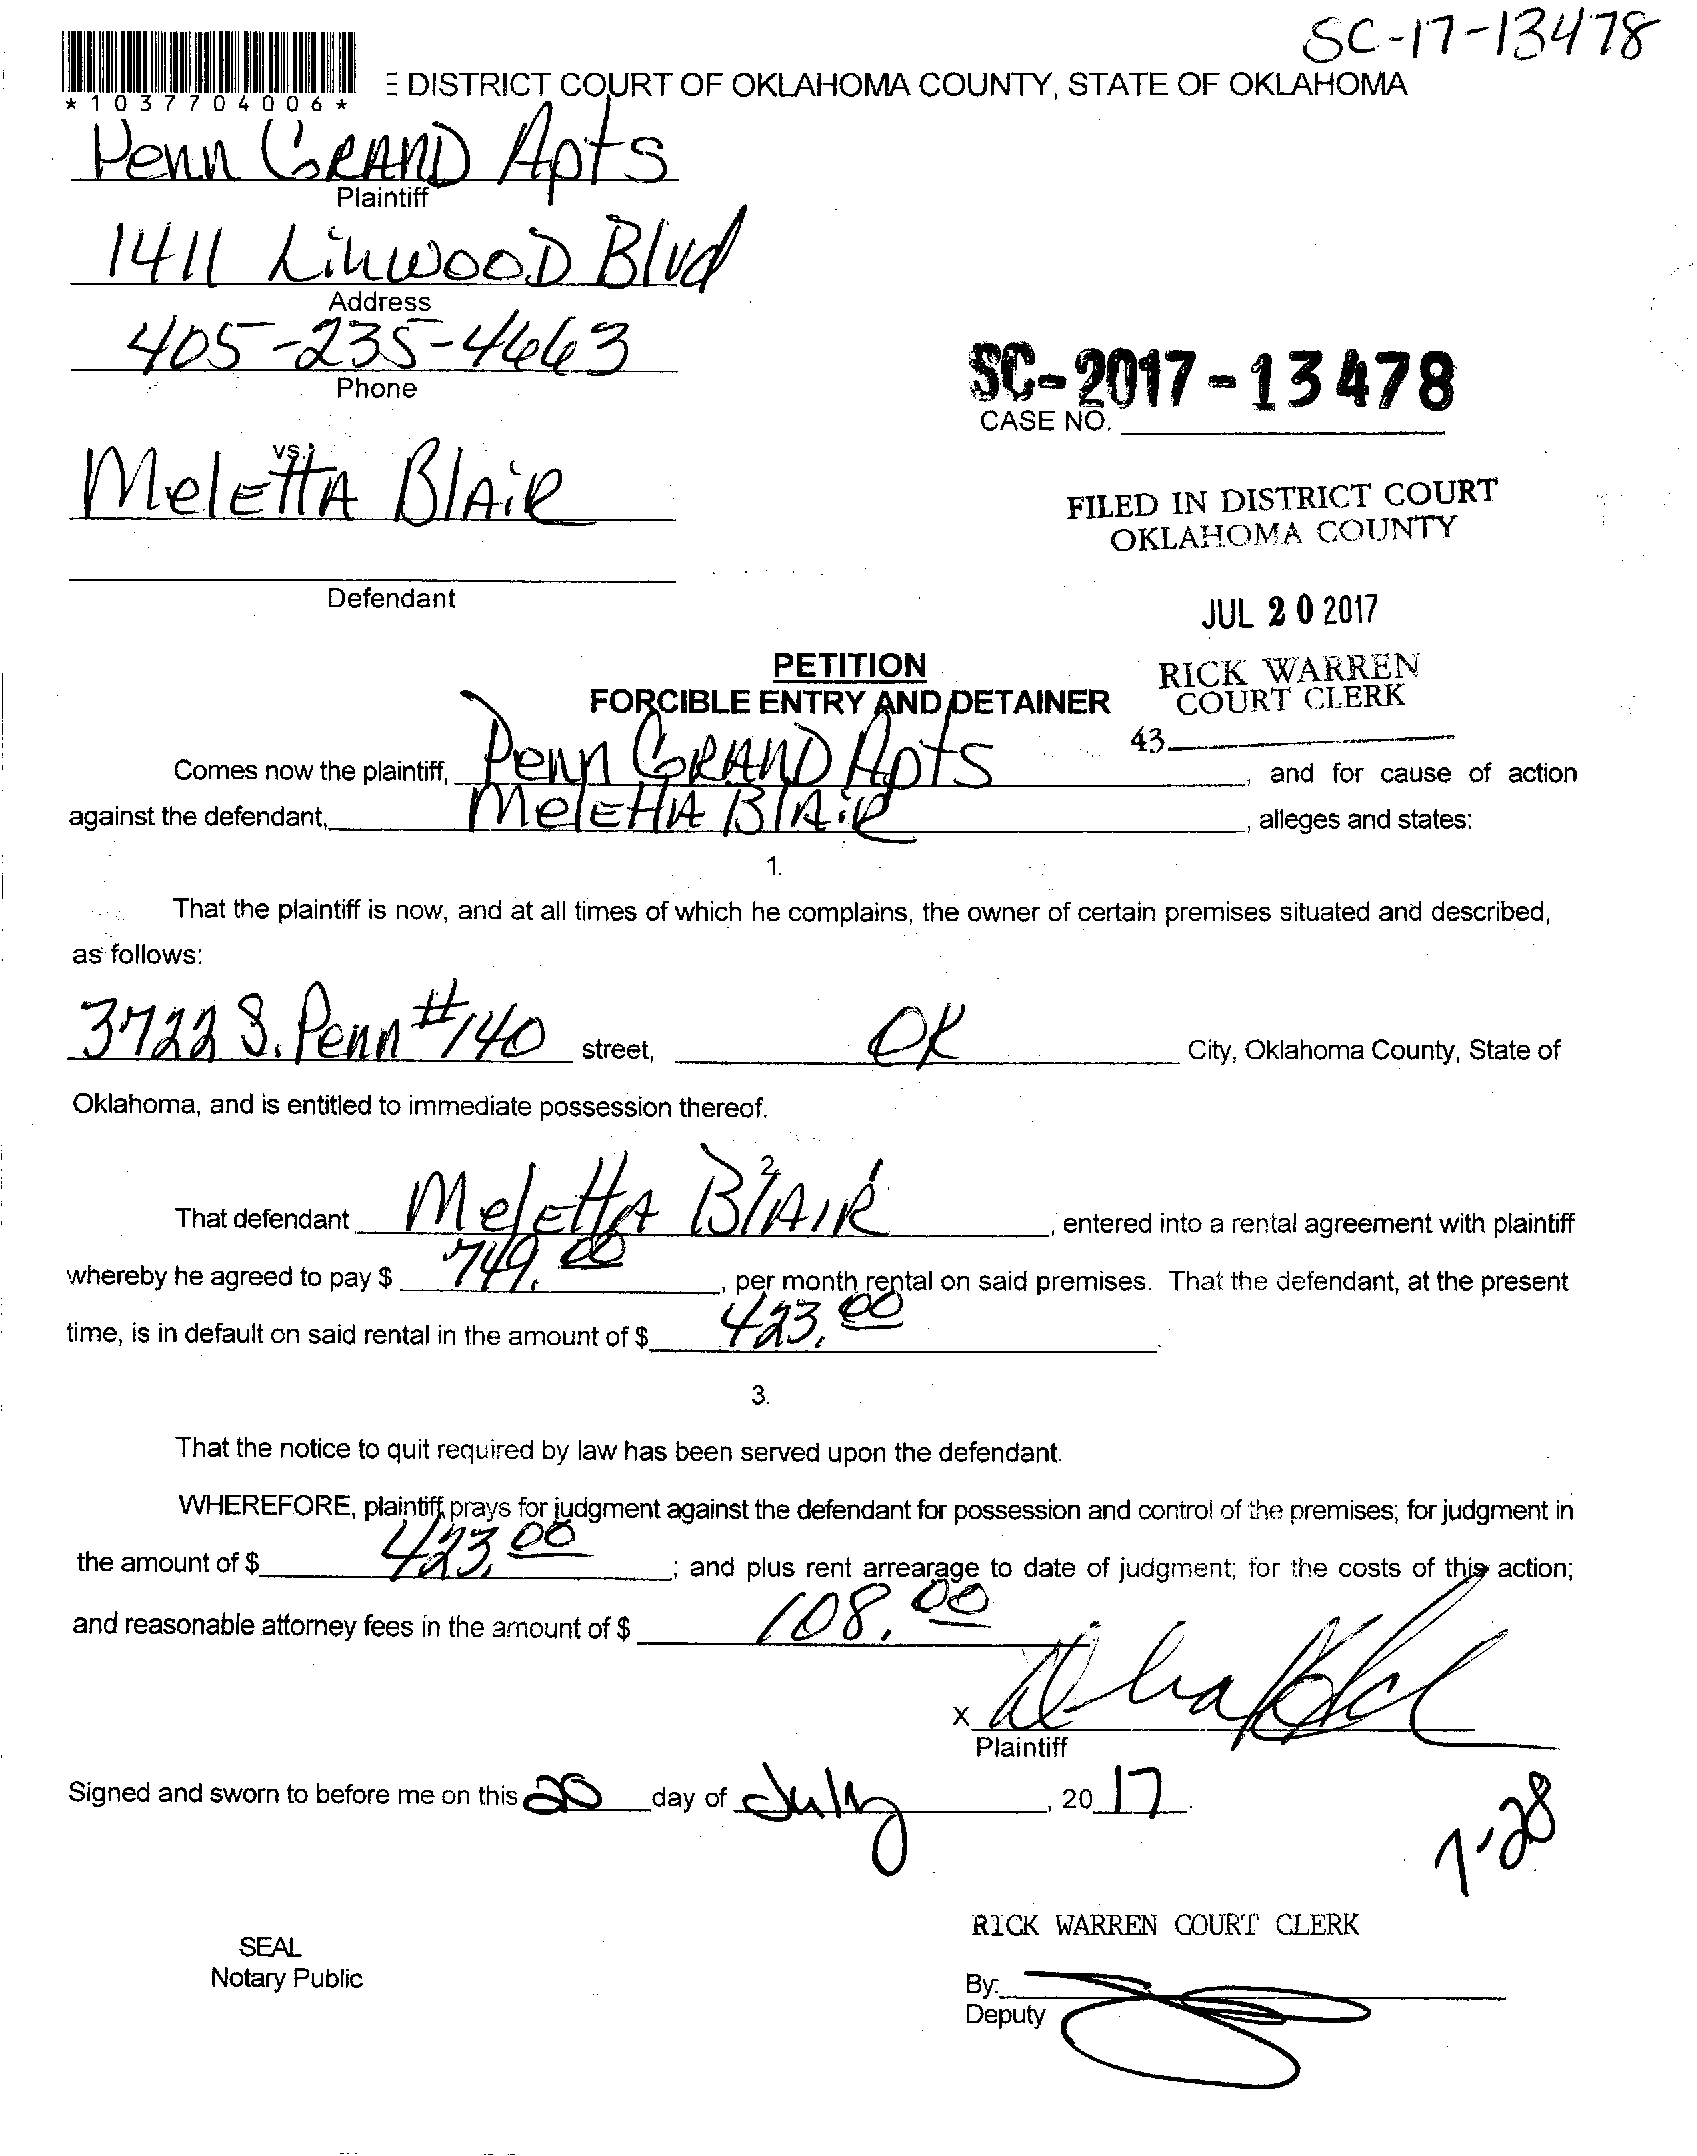 SC-17-13478
*1037704006*
E DISTRICT COURT OF OKLAHOMA COUNTY, STATE OF OKLAHOMA
Penn GRAND Apts
Plaintiff
1411 LinwooD Blvd
Address
405-235-4663
Phone
SC-2017-13478
CASE NO.
vs.
MelettA BlAiR
FILED IN DISTRICT COURT
OKLAHOMA COUNTY
Defendant
JUL 20 2017
PETITION
RICK WARREN
FORCIBLE ENTRY AND DETAINER
COURT CLERK
43
Comes now the plaintiff, Penn GRAND Apts, and for cause of action
against the defendant, MelettA BlAiR, alleges and states:
1.
That the plaintiff is now, and at all times of which he complains, the owner of certain premises situated and described,
as follows:
3722 S. Penn #140 street, OK City, Oklahoma County, State of
Oklahoma, and is entitled to immediate possession thereof.
2.
That defendant MelettA BlAIR, entered into a rental agreement with plaintiff
whereby he agreed to pay $ 749.00, per month rental on said premises. That the defendant, at the present
time, is in default on said rental in the amount of $ 423.00.
3.
That the notice to quit required by law has been served upon the defendant.
WHEREFORE, plaintiff prays for judgment against the defendant for possession and control of the premises; for judgment in
the amount of $ 423.00; and plus rent arrearage to date of judgment; for the costs of this action;
and reasonable attorney fees in the amount of $ 108.00
X
Plaintiff
Signed and sworn to before me on this 20 day of July, 2017.
7-28
RICK WARREN COURT CLERK
SEAL
Notary Public
By:
Deputy